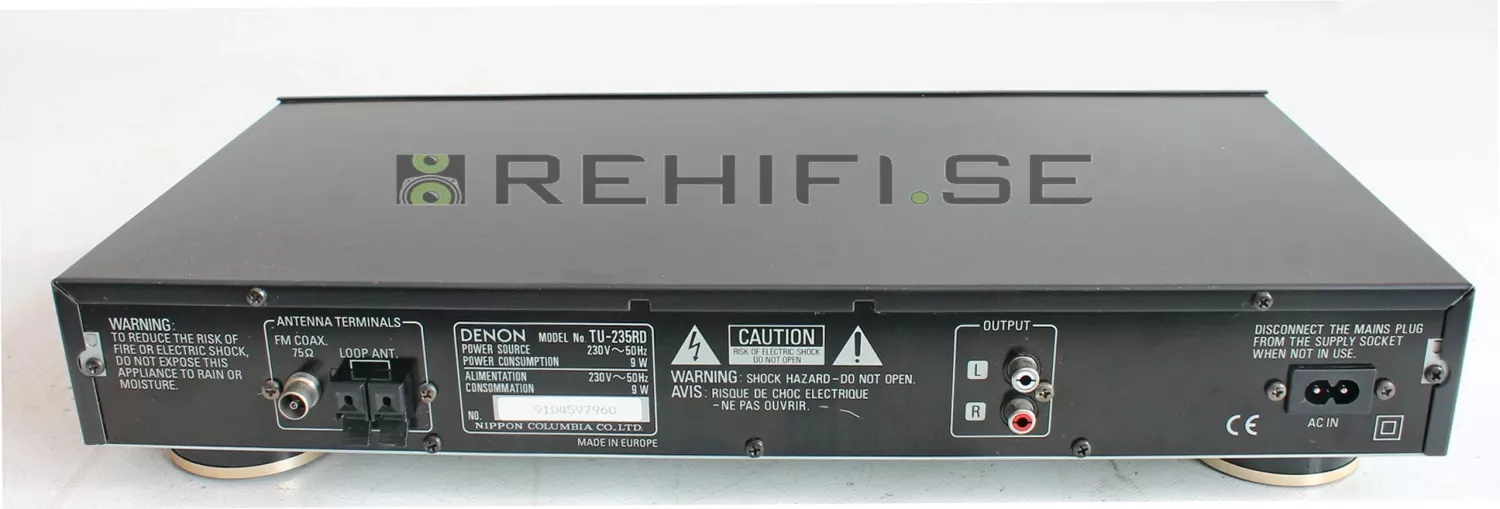 REHIFI.SE
WARNING:
TO REDUCE THE RISK OF
FIRE OR ELECTRIC SHOCK,
DO NOT EXPOSE THIS
APPLIANCE TO RAIN OR
MOISTURE.
ANTENNA TERMINALS
FM COAX.
75Ω
LOOP ANT.
DENON MODEL No. TU-235RD
POWER SOURCE 230V~50Hz
POWER CONSUMPTION 9 W
ALIMENTATION 230V~50Hz
CONSOMMATION 9 W
NO. 9104597960
NIPPON COLUMBIA CO.,LTD.
MADE IN EUROPE
CAUTION
RISK OF ELECTRIC SHOCK
DO NOT OPEN
WARNING: SHOCK HAZARD-DO NOT OPEN.
AVIS: RISQUE DE CHOC ELECTRIQUE
-NE PAS OUVRIR.
OUTPUT
L
R
DISCONNECT THE MAINS PLUG
FROM THE SUPPLY SOCKET
WHEN NOT IN USE.
CE
AC IN